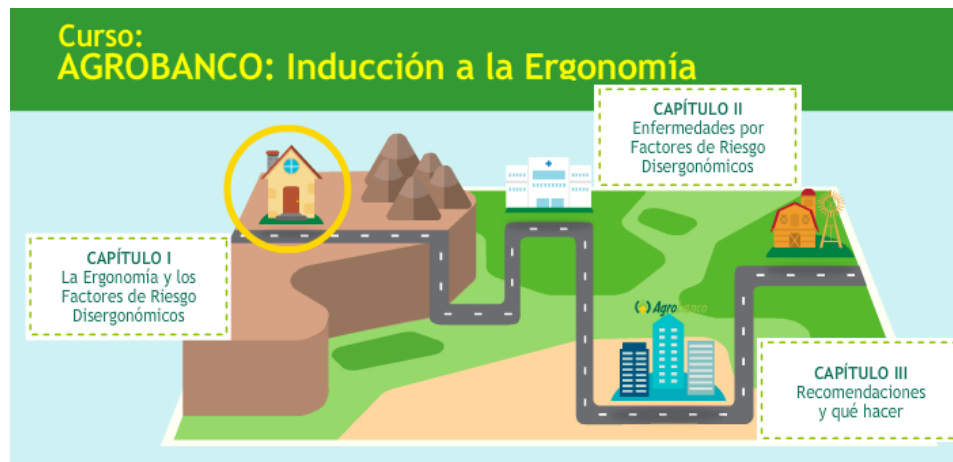 Curso:
AGROBANCO: Inducción a la Ergonomía
CAPÍTULO II
Enfermedades por
Factores de Riesgo
Disergonómicos
CAPÍTULO I
La Ergonomía y los
Factores de Riesgo
Disergonómicos
Agrobanco
CAPÍTULO III
Recomendaciones
y qué hacer